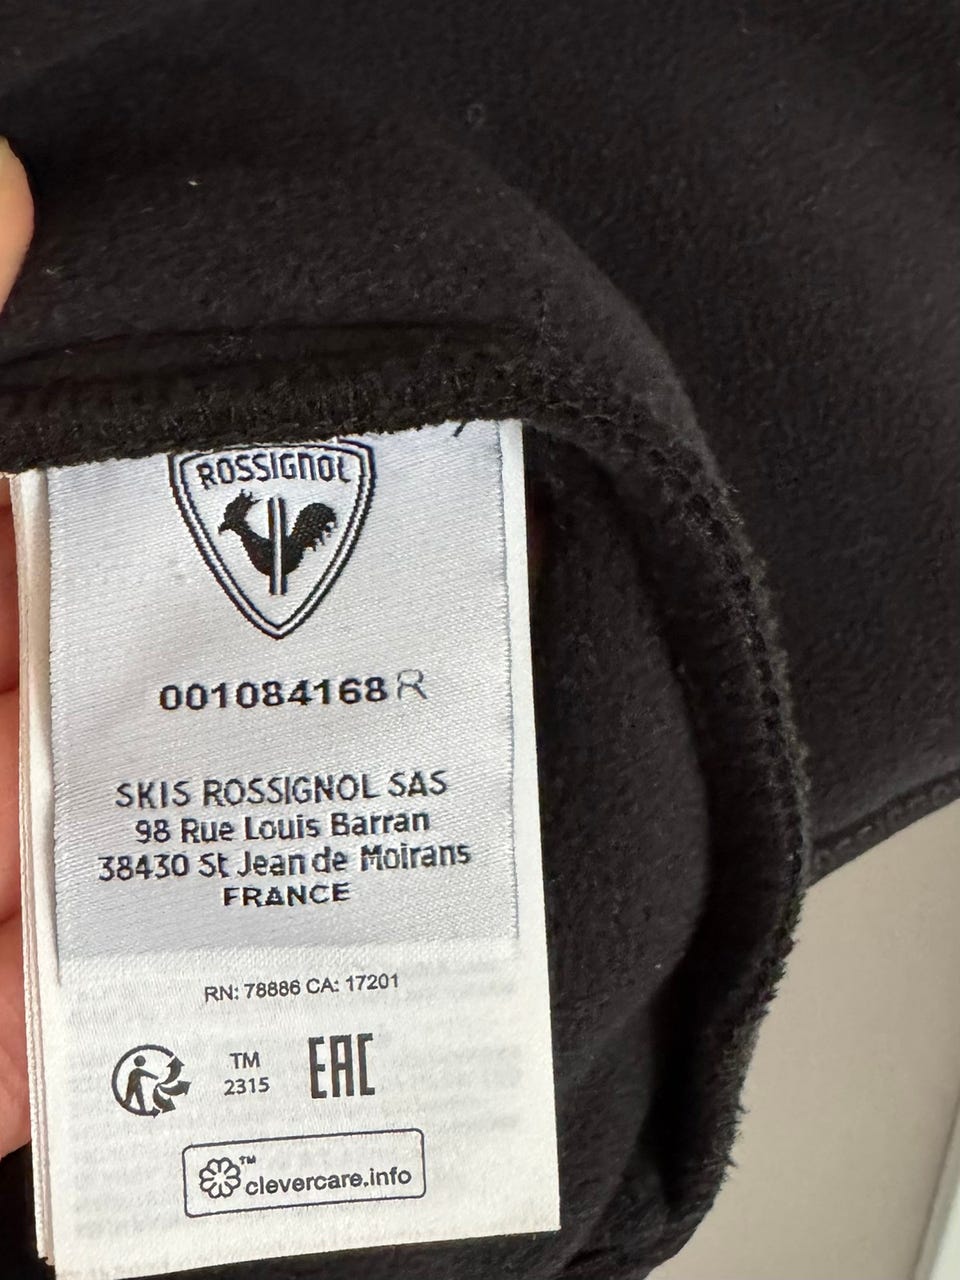 ROSSIGNOL
001084168 R
SKIS ROSSIGNOL SAS
98 Rue Louis Barran
38430 St Jean de Moirans
FRANCE
RN: 78886 CA: 17201
TM
2315
EAC
TM
clevercare.info